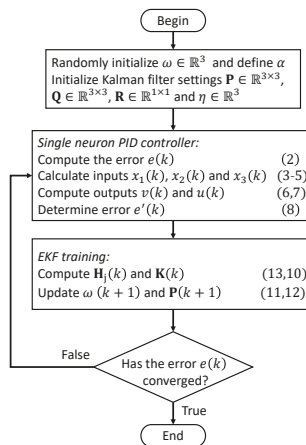 Begin
Randomly initialize ω ∈ ℝ³ and define α
Initialize Kalman filter settings P ∈ ℝ³ˣ³,
Q ∈ ℝ³ˣ³, R ∈ ℝ¹ˣ¹ and η ∈ ℝ³
Single neuron PID controller:
Compute the error e(k) (2)
Calculate inputs x₁(k), x₂(k) and x₃(k) (3-5)
Compute outputs v(k) and u(k) (6,7)
Determine error e′(k) (8)
EKF training:
Compute Hⱼ(k) and K(k) (13,10)
Update ω (k + 1) and P(k + 1) (11,12)
False
Has the error e(k)
converged?
True
End